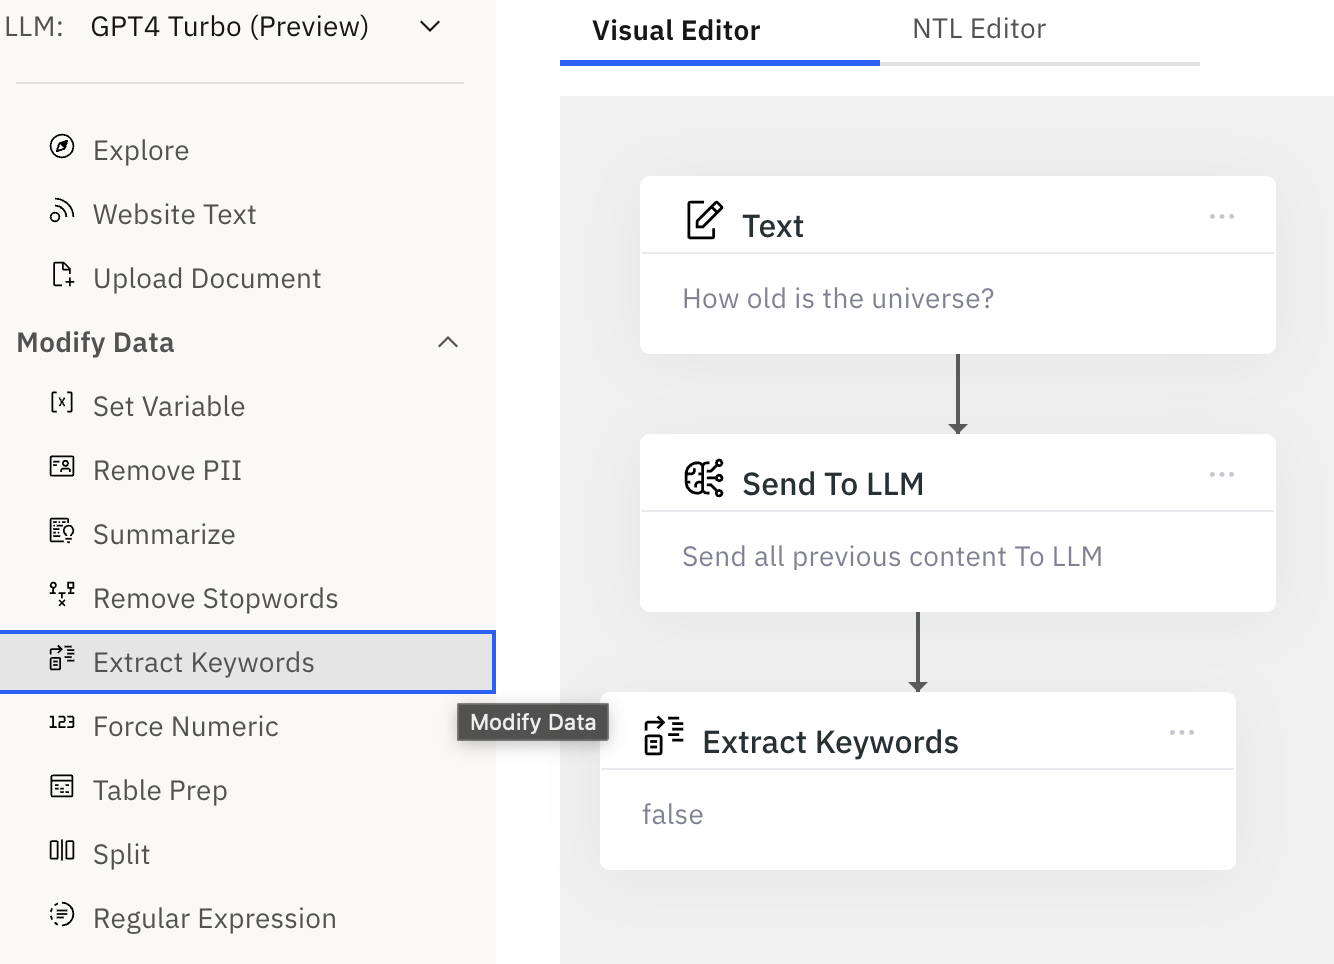 LLM: GPT4 Turbo (Preview)
Explore
Website Text
Upload Document
Modify Data
[x] Set Variable
Remove PII
Summarize
Remove Stopwords
Extract Keywords
123 Force Numeric
Table Prep
Split
Regular Expression
Modify Data
Visual Editor
NTL Editor
Text
How old is the universe?
Send To LLM
Send all previous content To LLM
Extract Keywords
false